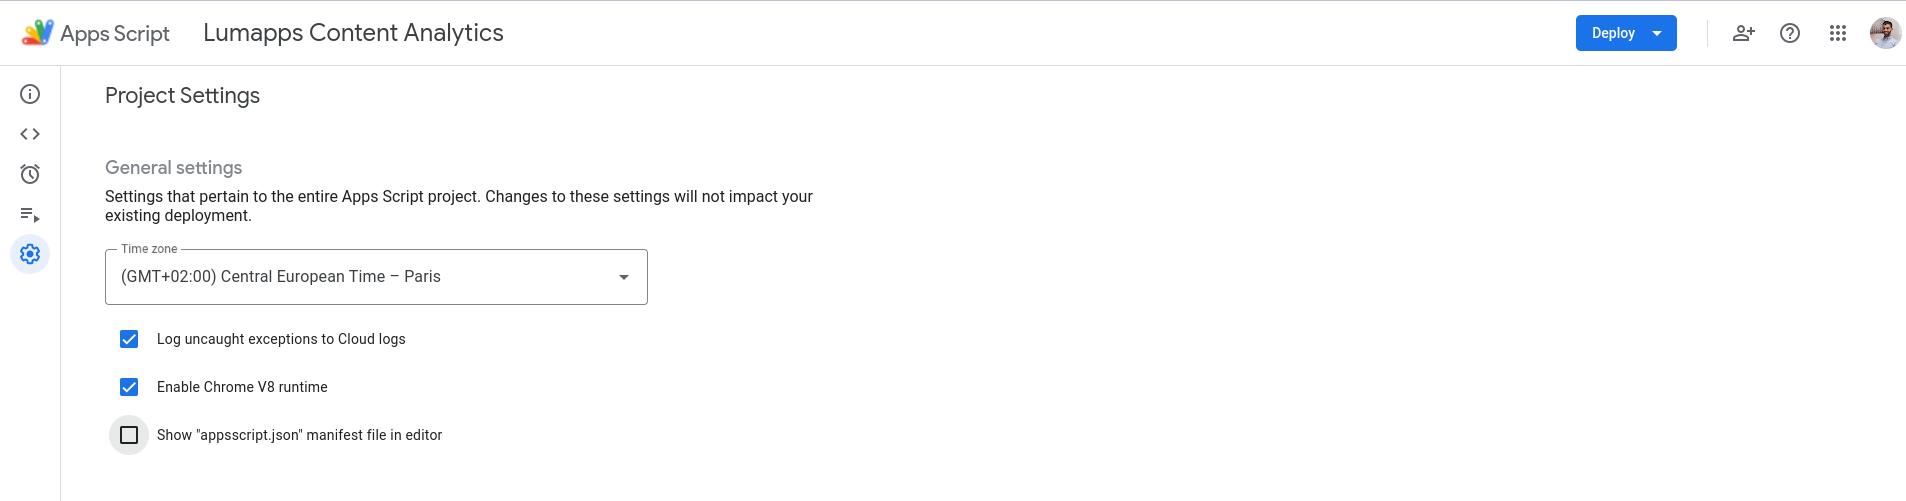 Apps Script
Lumapps Content Analytics
Deploy
Project Settings
General settings
Settings that pertain to the entire Apps Script project. Changes to these settings will not impact your
existing deployment.
Time zone
(GMT+02:00) Central European Time – Paris
Log uncaught exceptions to Cloud logs
Enable Chrome V8 runtime
Show "appsscript.json" manifest file in editor